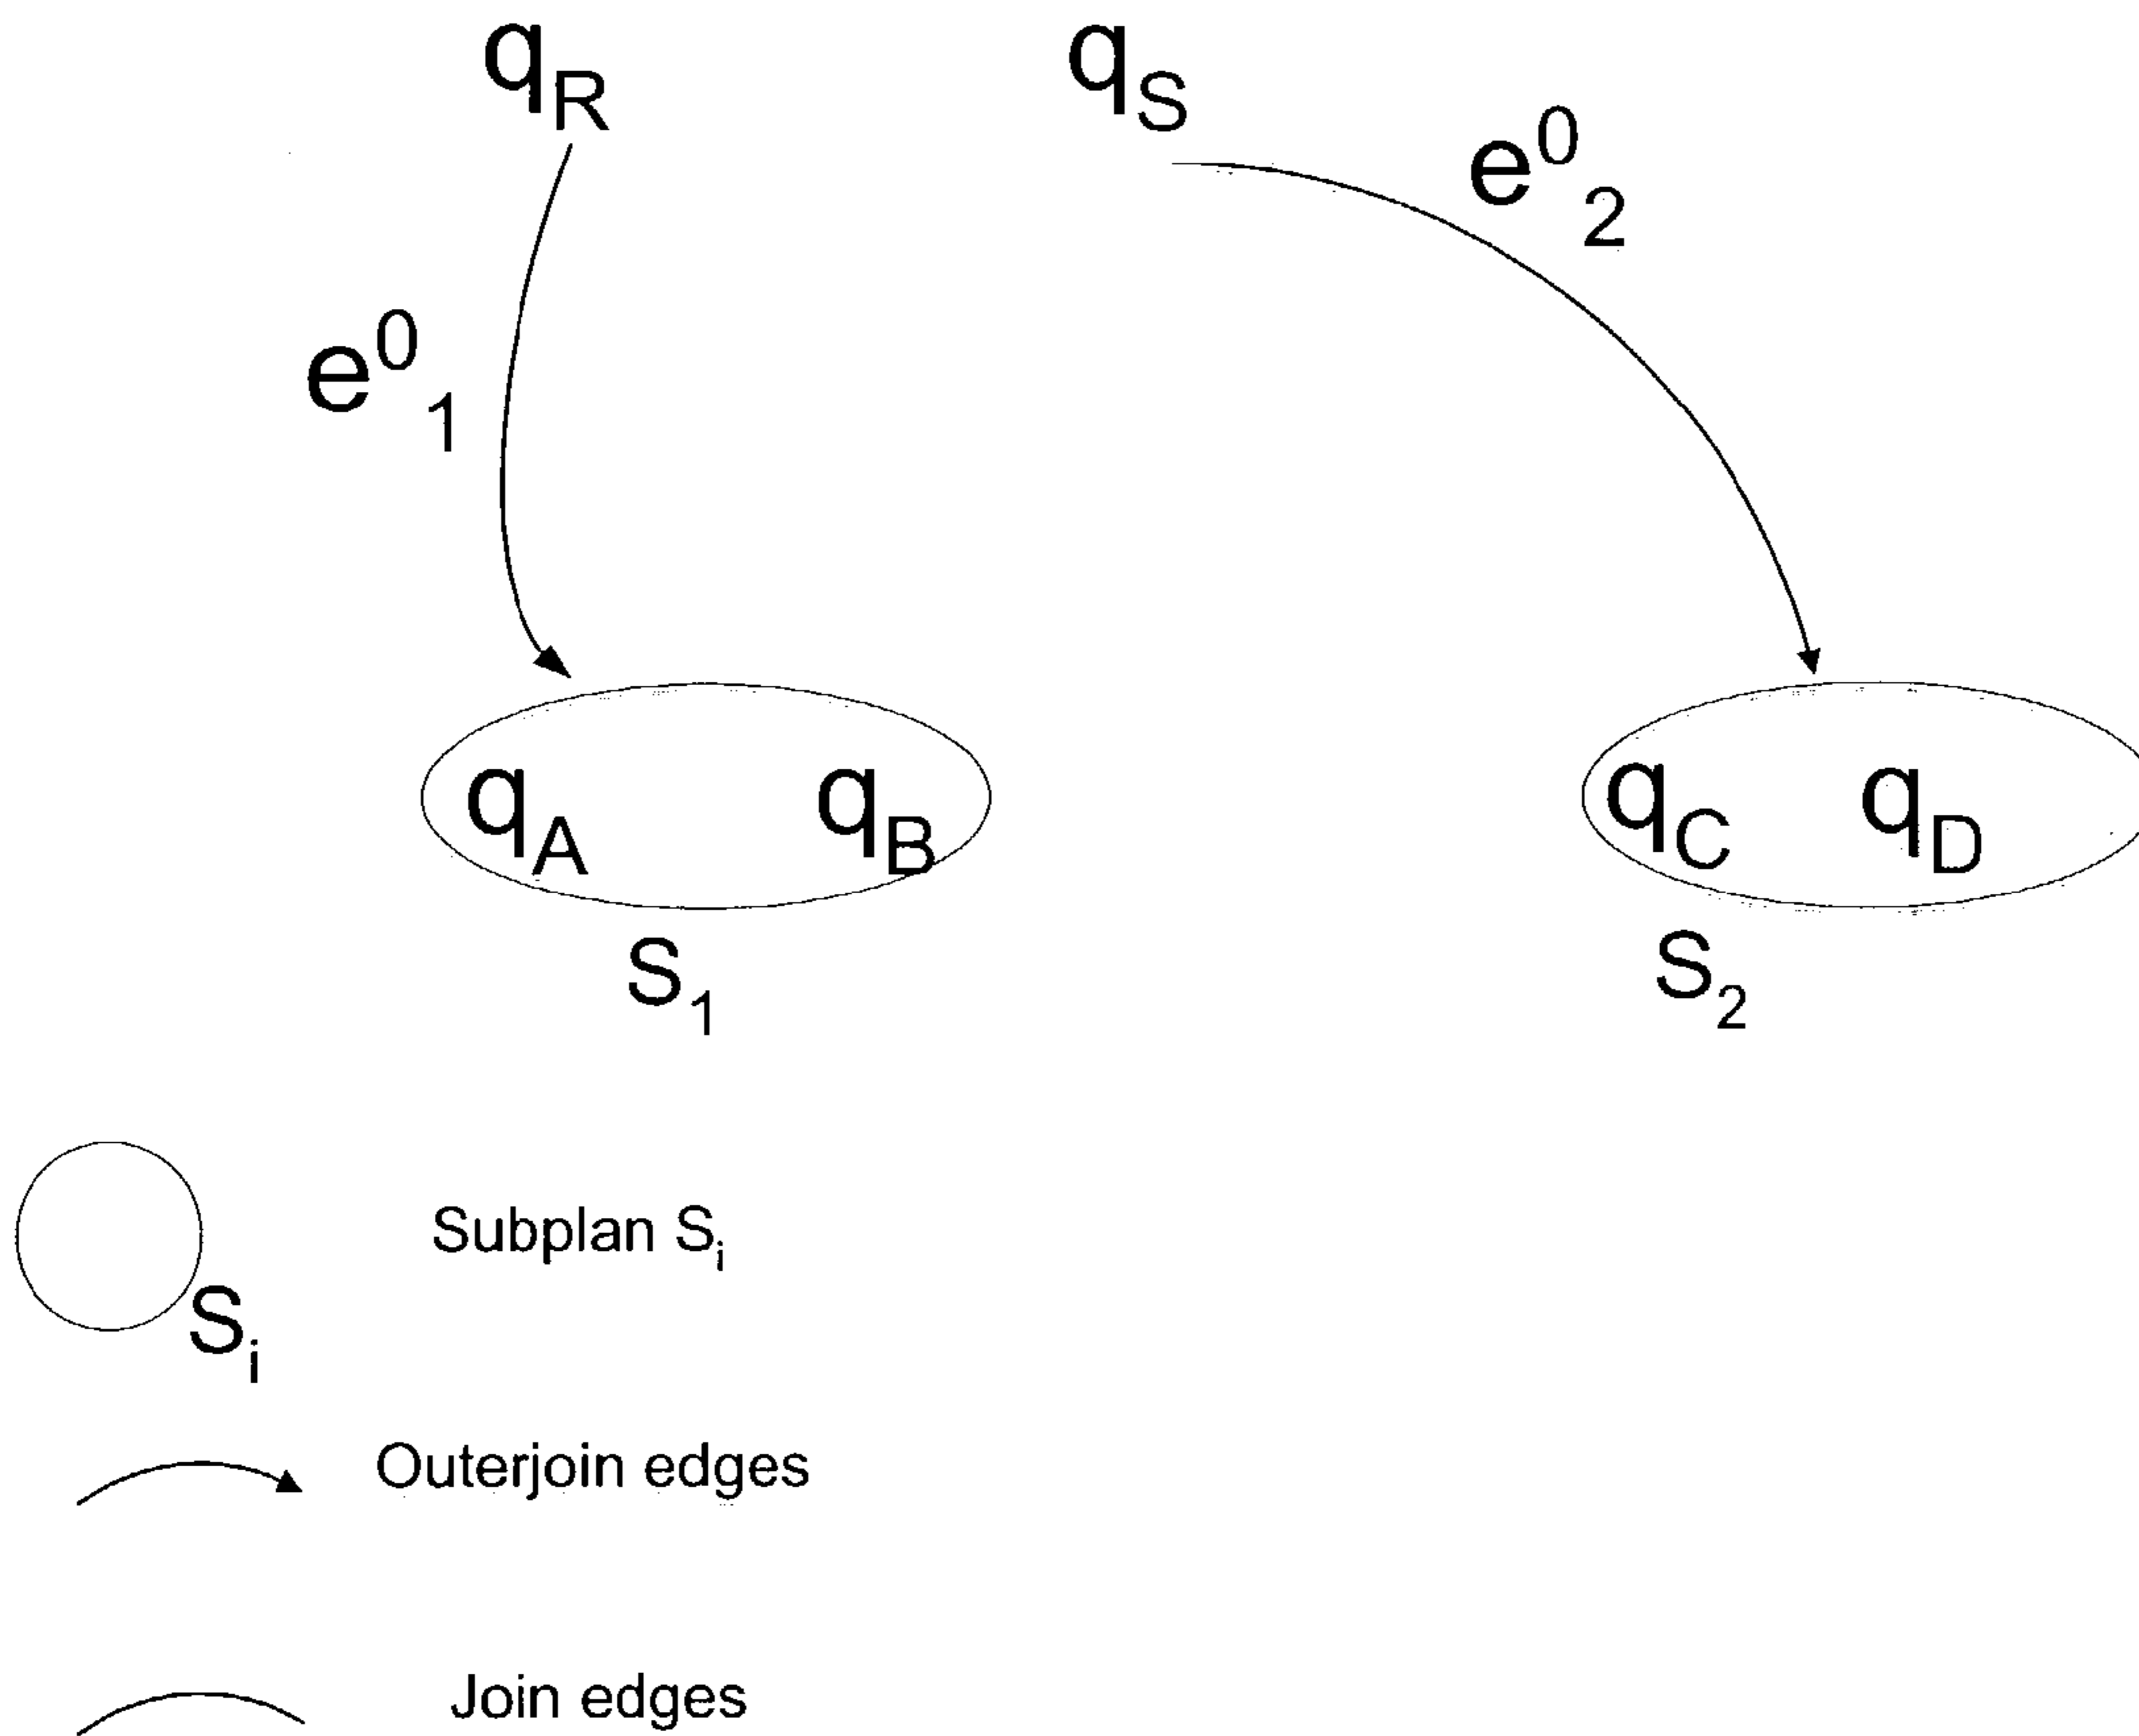 q_R
q_S
e^0_2
e^0_1
q_A q_B
q_C q_D
S_1
S_2
Subplan S_i
S_i
Outerjoin edges
Join edges